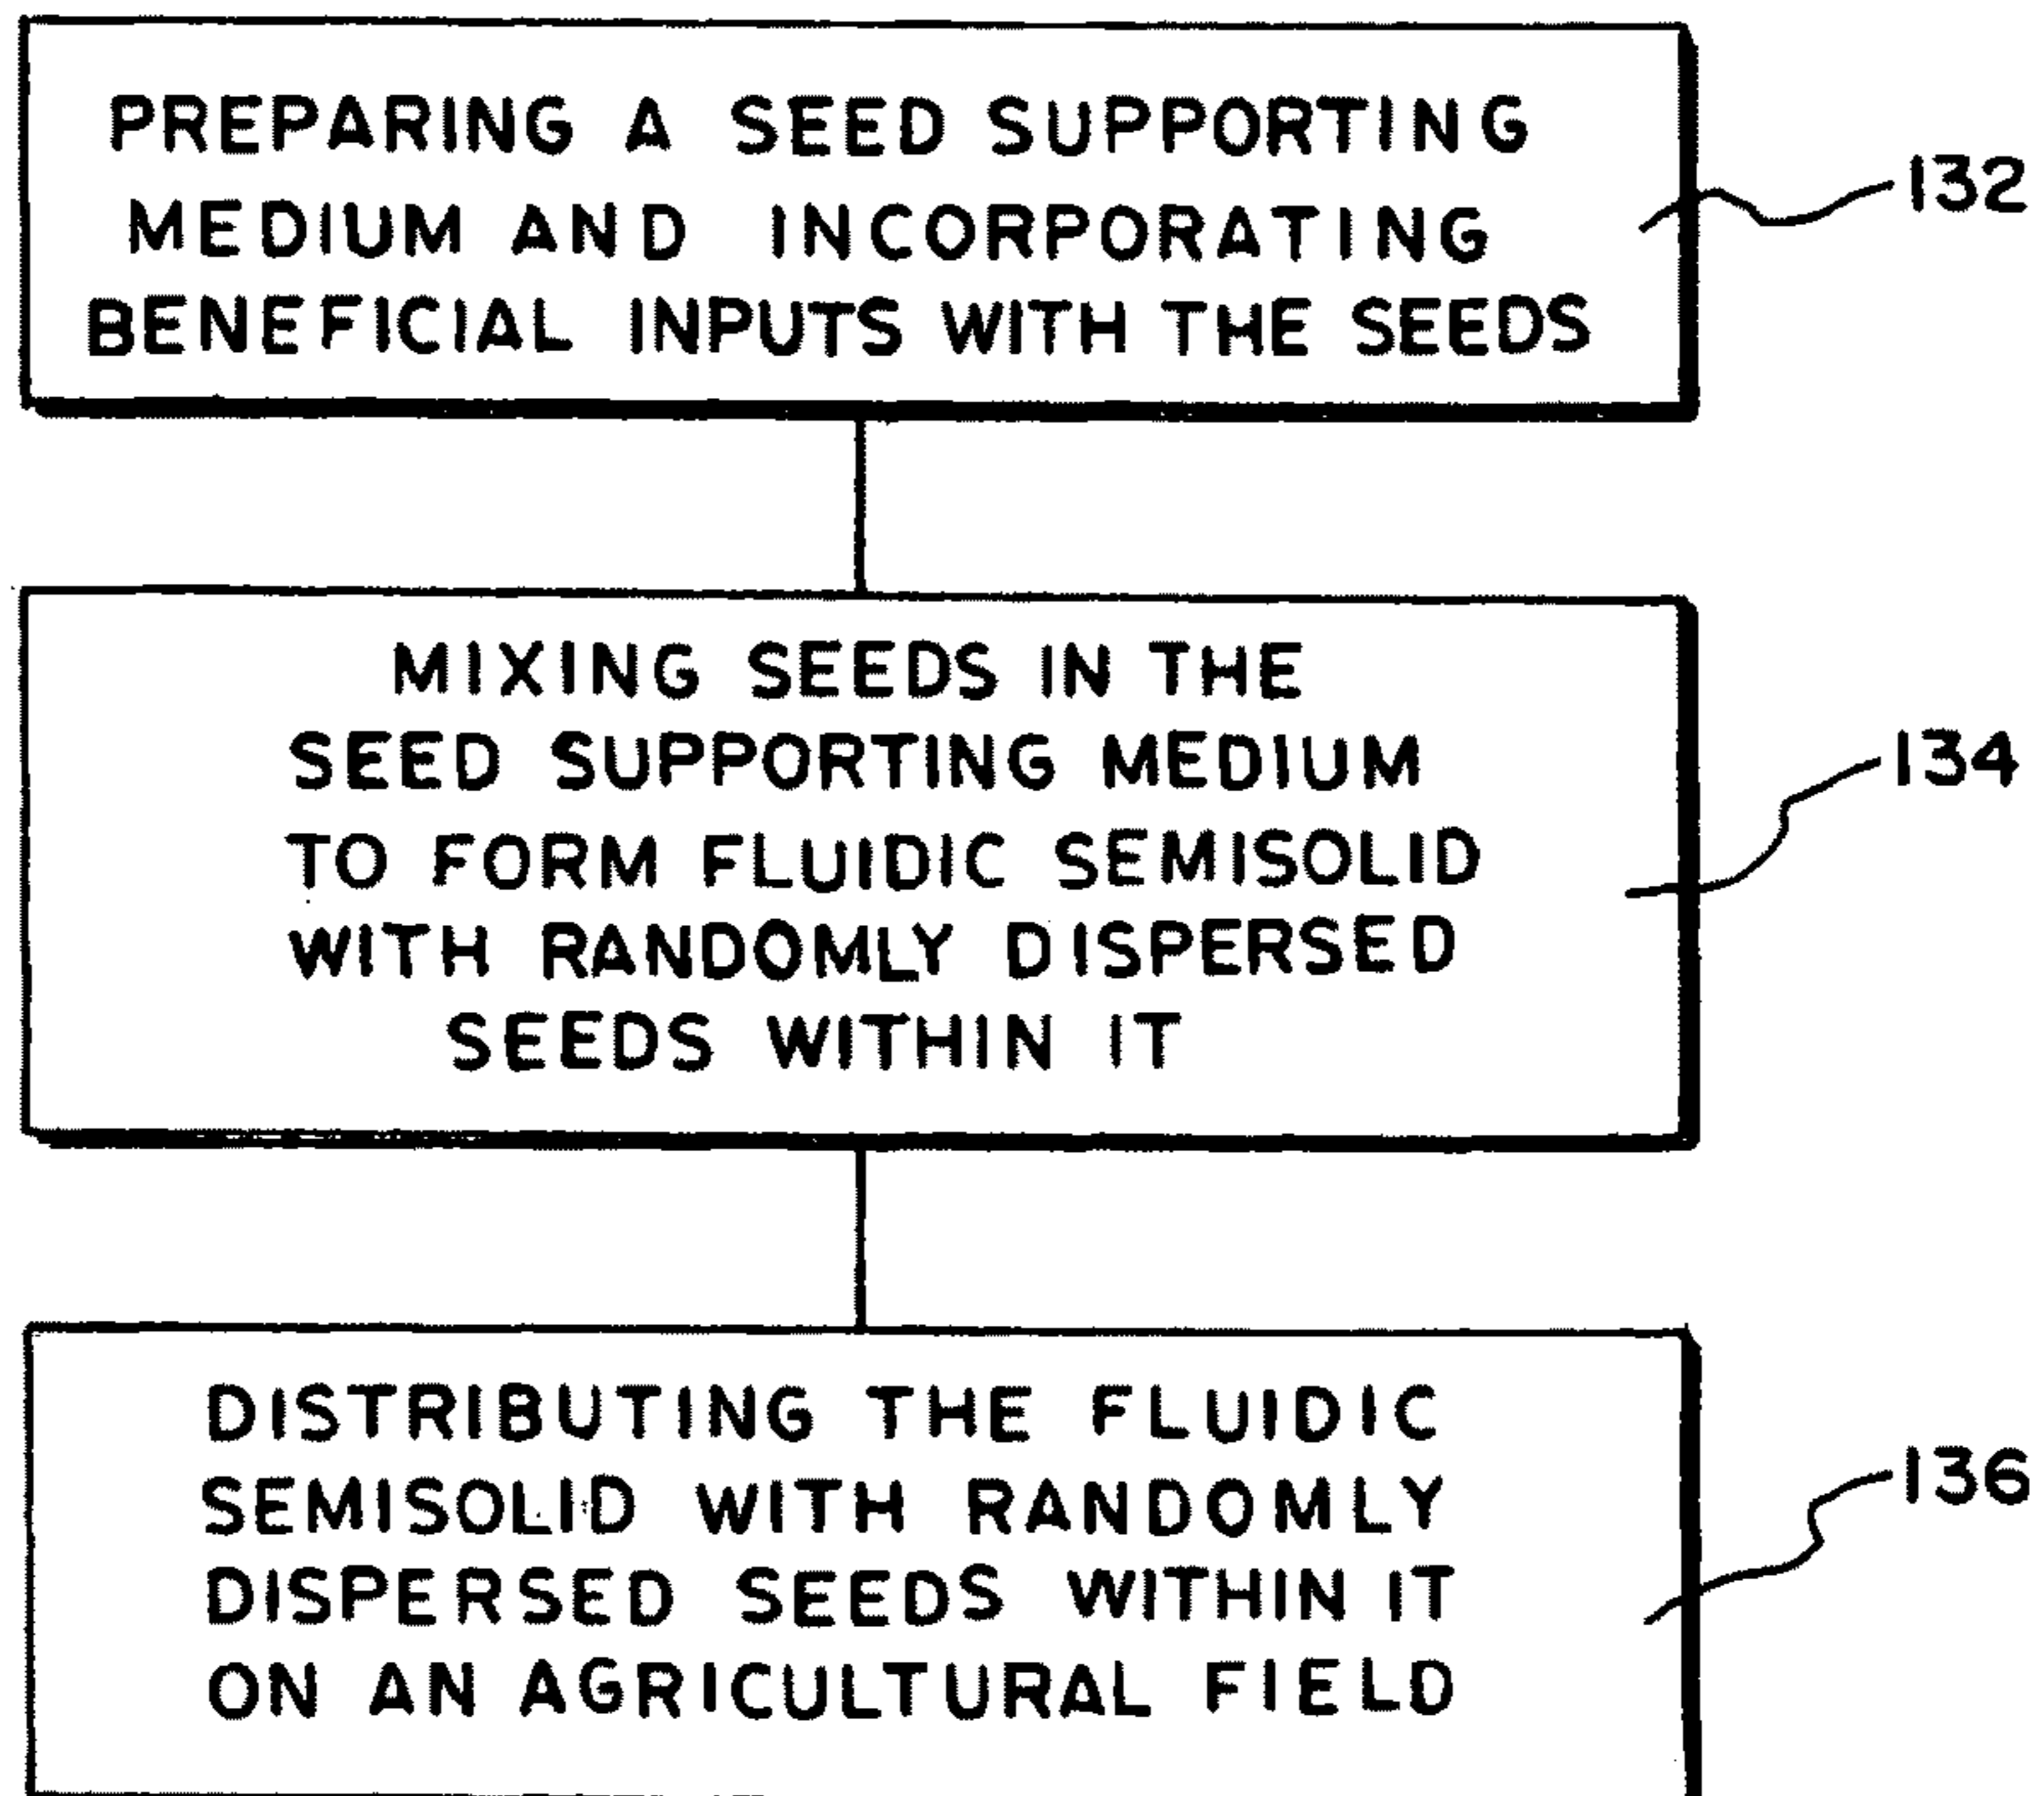 PREPARING A SEED SUPPORTING
MEDIUM AND INCORPORATING
BENEFICIAL INPUTS WITH THE SEEDS
132
MIXING SEEDS IN THE
SEED SUPPORTING MEDIUM
TO FORM FLUIDIC SEMISOLID
WITH RANDOMLY DISPERSED
SEEDS WITHIN IT
134
DISTRIBUTING THE FLUIDIC
SEMISOLID WITH RANDOMLY
DISPERSED SEEDS WITHIN IT
ON AN AGRICULTURAL FIELD
136